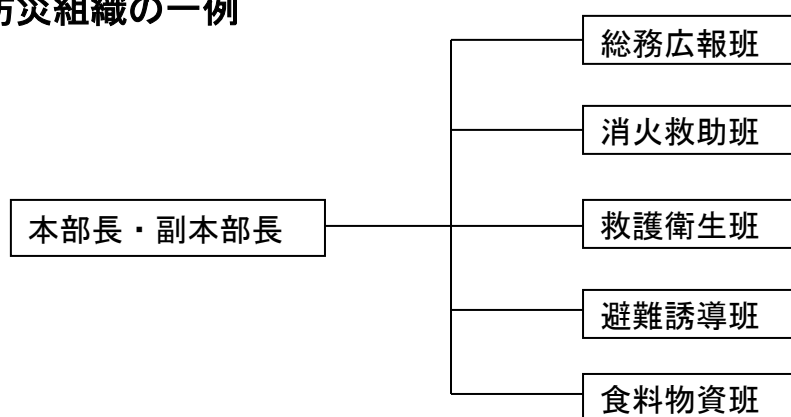 防災組織の一例
総務広報班
消火救助班
本部長・副本部長
救護衛生班
避難誘導班
食料物資班